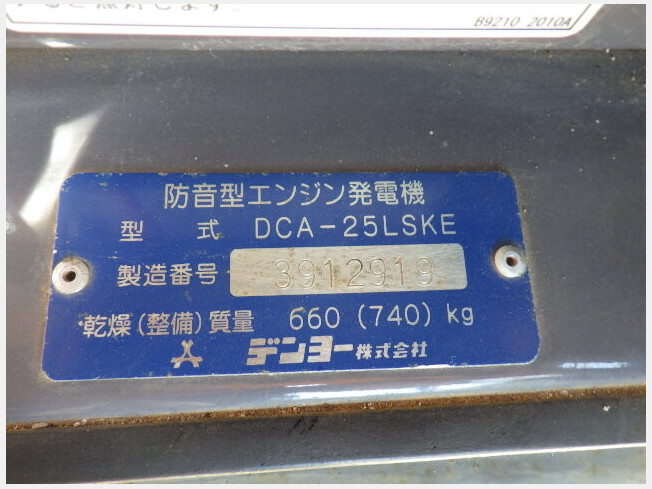 B9210 2010A
防音型エンジン発電機
型 式 DCA-25LSKE
製造番号 3912919
乾燥(整備)質量 660 (740) kg
デンヨー株式会社